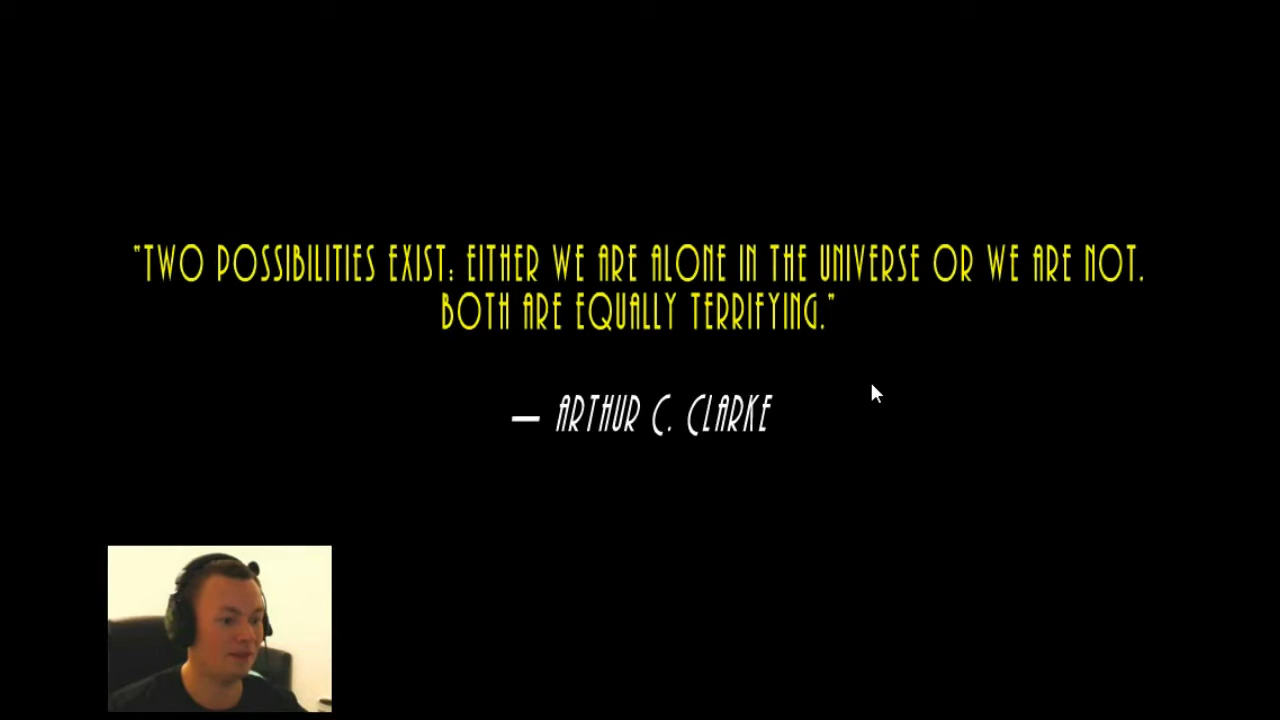 "TWO POSSIBILITIES EXIST: EITHER WE ARE ALONE IN THE UNIVERSE OR WE ARE NOT.
BOTH ARE EQUALLY TERRIFYING."
— ARTHUR C. CLARKE